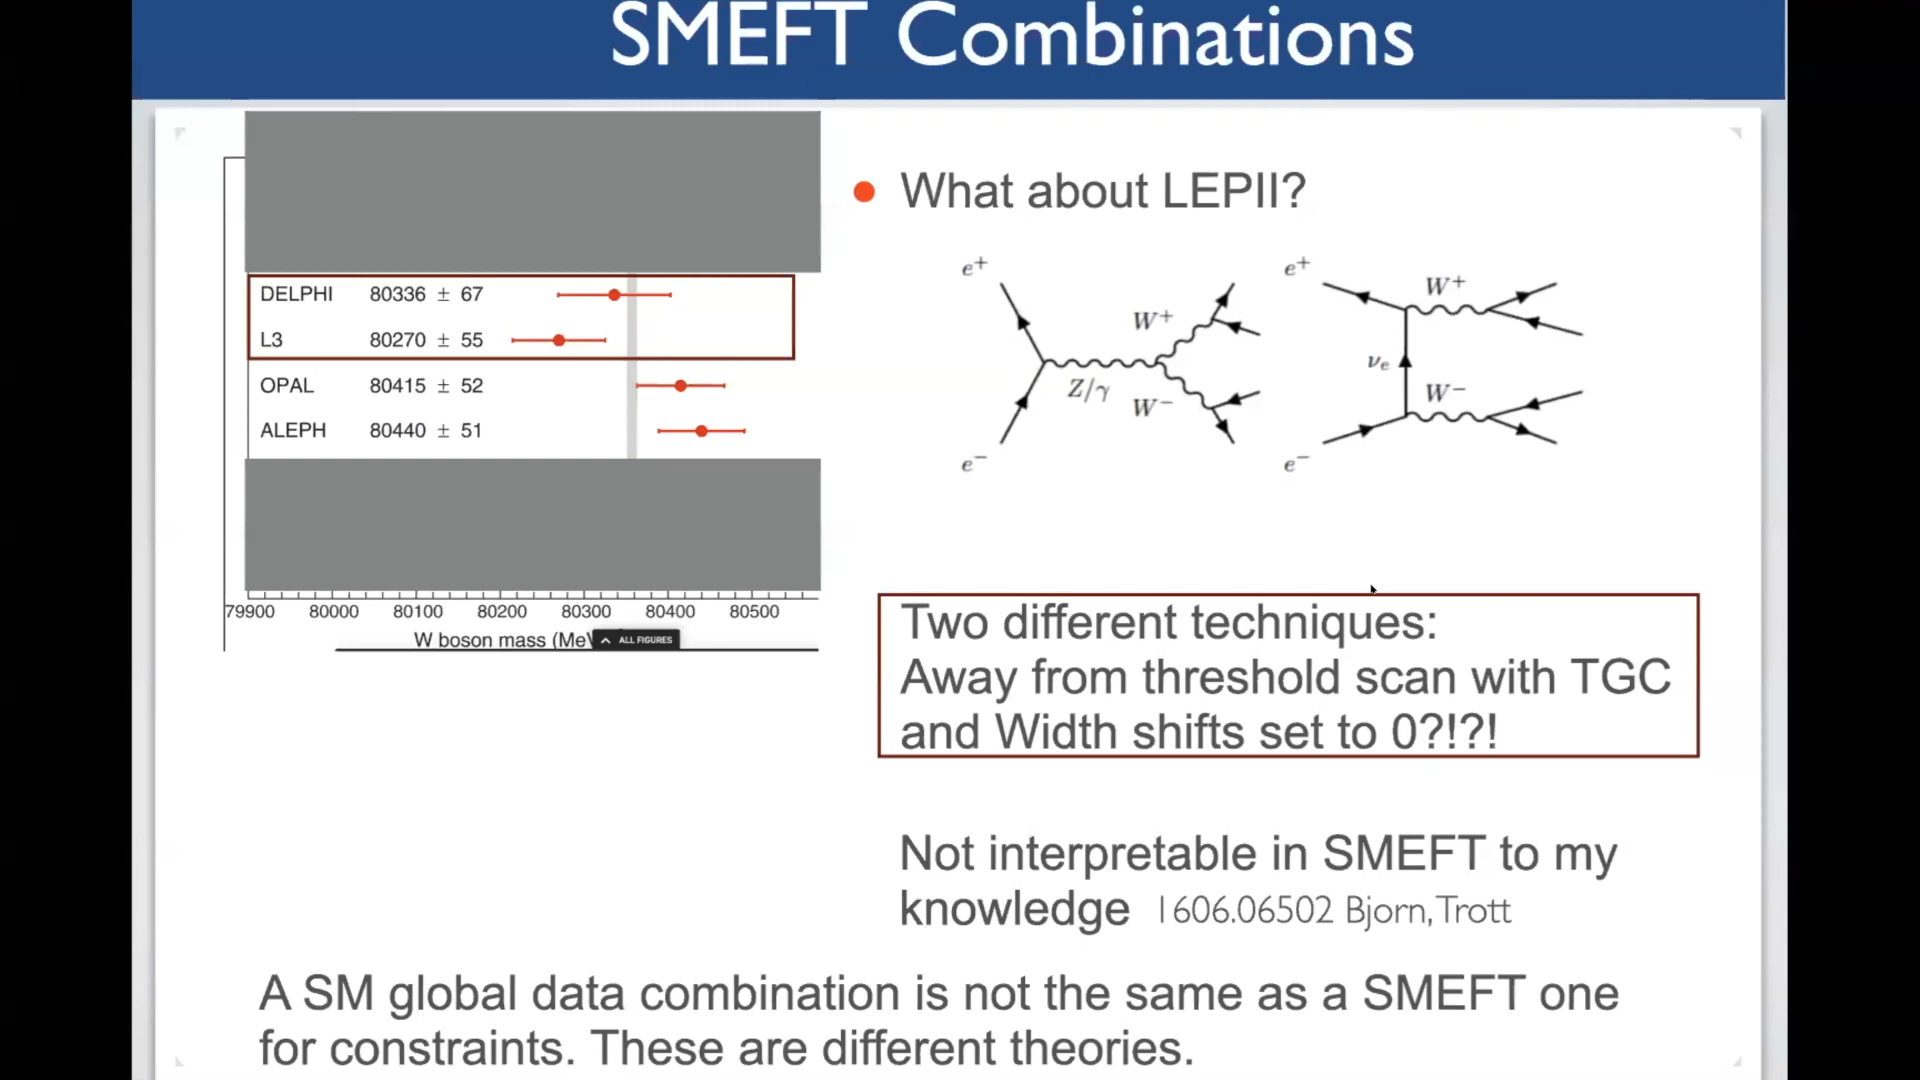 SMEFT Combinations
What about LEPII?
DELPHI 80336 ± 67
L3 80270 ± 55
OPAL 80415 ± 52
ALEPH 80440 ± 51
79900 80000 80100 80200 80300 80400 80500
W boson mass (MeV
ALL FIGURES
e+
e−
Z/γ
W+
W−
e+
e−
νe
W+
W−
Two different techniques:
Away from threshold scan with TGC
and Width shifts set to 0?!?!
Not interpretable in SMEFT to my
knowledge 1606.06502 Bjorn, Trott
A SM global data combination is not the same as a SMEFT one
for constraints. These are different theories.